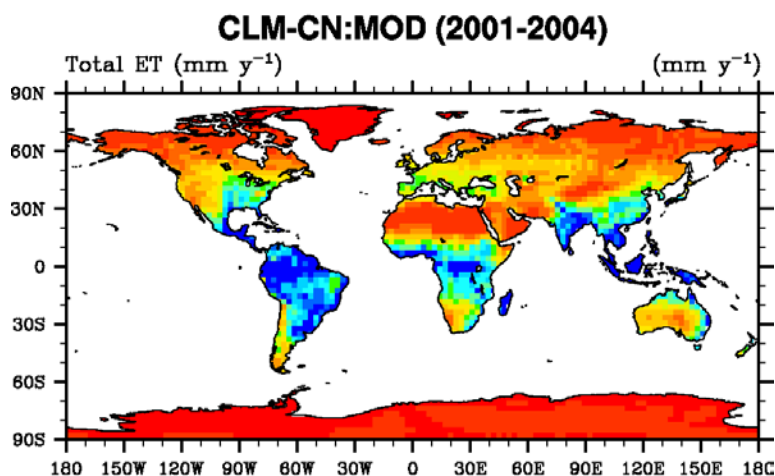 CLM-CN:MOD (2001-2004)
Total ET (mm y⁻¹) (mm y⁻¹)
90N
60N
30N
0
30S
60S
90S
180 150W 120W 90W 60W 30W 0 30E 60E 90E 120E 150E 180